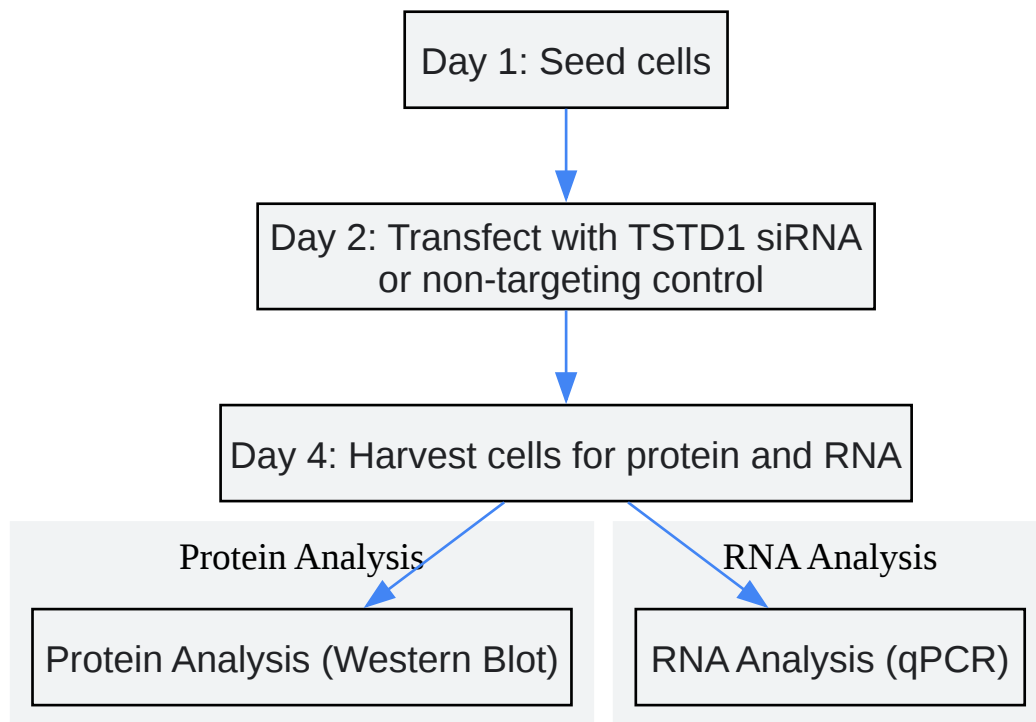 Day 1: Seed cells
Day 2: Transfect with TSTD1 siRNA
or non-targeting control
Day 4: Harvest cells for protein and RNA
Protein Analysis
RNA Analysis
Protein Analysis (Western Blot)
RNA Analysis (qPCR)